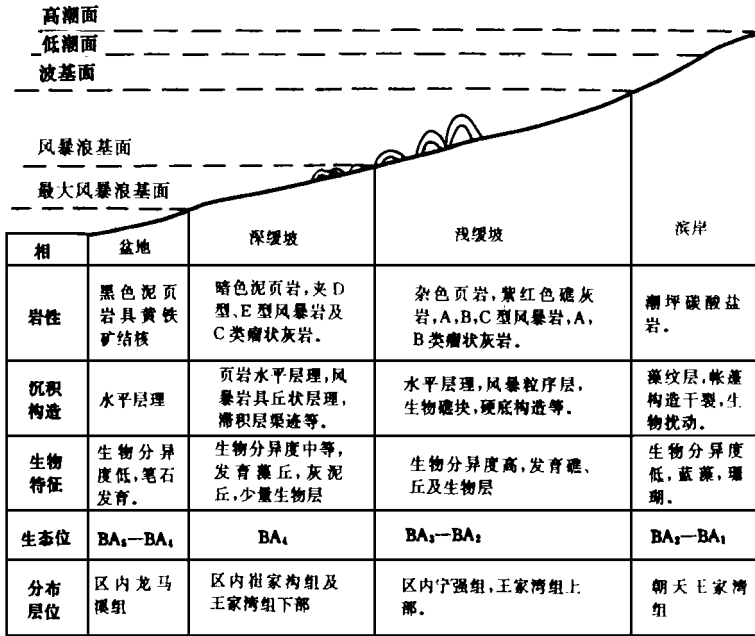 高潮面
低潮面
波基面
风暴浪基面
最大风暴浪基面
相
盆地
深缓坡
浅缓坡
滨岸
岩性
黑色泥页
岩具黄铁
矿结核
暗色泥页岩,夹D
型、E型风暴岩及
C类瘤状灰岩。
杂色页岩,紫红色礁灰
岩,A,B,C型风暴岩,A,
B类瘤状灰岩。
潮坪碳酸盐
岩。
沉积
构造
水平层理
页岩水平层理,风
暴岩具丘状层理,
滞积层渠迹等。
水平层理,风暴粒序层,
生物礁块,硬底构造等。
藻纹层,帐蓬
构造干裂,生
物扰动。
生物
特征
生物分异
度低,笔石
发育。
生物分异度中等,
发育藻丘,灰泥
丘,少量生物层
生物分异度高,发育礁、
丘及生物层
生物分异度
低,蓝藻,珊
瑚。
生态位
BA₅—BA₄
BA₄
BA₃—BA₂
BA₂—BA₁
分布
层位
区内龙马
溪组
区内崔家沟组及
王家湾组下部
区内宁强组,王家湾组上
部。
朝天王家湾
组